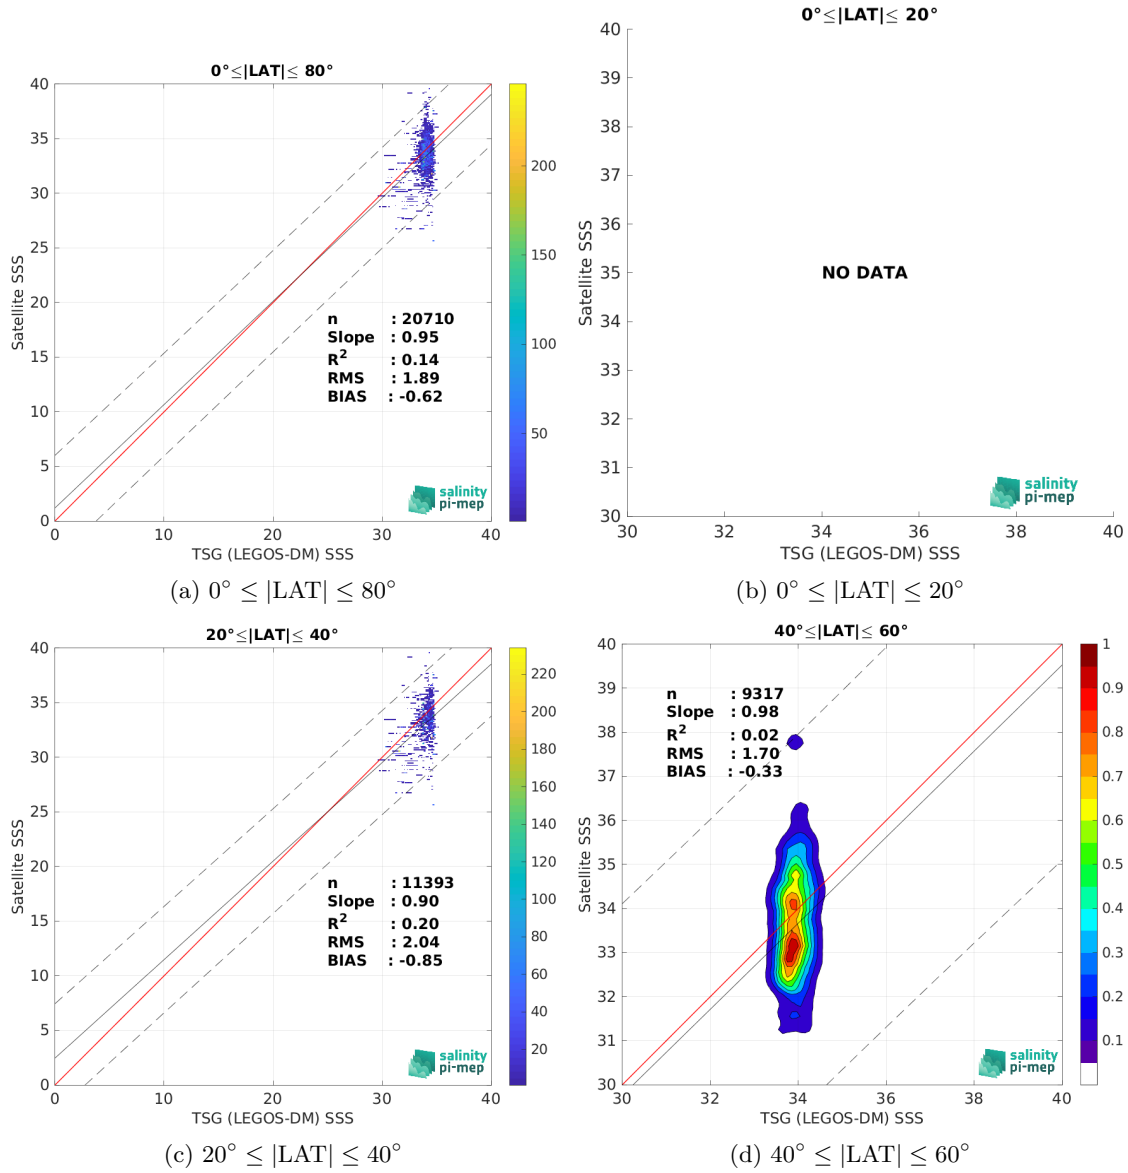 0°≤|LAT|≤ 80°
40
35
30
25
20
15
10
5
0
Satellite SSS
n : 20710
Slope : 0.95
R2 : 0.14
RMS : 1.89
BIAS : -0.62
salinity
pi-mep
0 10 20 30 40
TSG (LEGOS-DM) SSS
200
150
100
50
(a) 0° ≤ |LAT| ≤ 80°
0°≤|LAT|≤ 20°
40
39
38
37
36
35
34
33
32
31
30
Satellite SSS
NO DATA
salinity
pi-mep
30 32 34 36 38 40
TSG (LEGOS-DM) SSS
(b) 0° ≤ |LAT| ≤ 20°
20°≤|LAT|≤ 40°
40
35
30
25
20
15
10
5
0
Satellite SSS
n : 11393
Slope : 0.90
R2 : 0.20
RMS : 2.04
BIAS : -0.85
salinity
pi-mep
0 10 20 30 40
TSG (LEGOS-DM) SSS
220
200
180
160
140
120
100
80
60
40
20
(c) 20° ≤ |LAT| ≤ 40°
40°≤|LAT|≤ 60°
40
39
38
37
36
35
34
33
32
31
30
Satellite SSS
n : 9317
Slope : 0.98
R2 : 0.02
RMS : 1.70
BIAS : -0.33
salinity
pi-mep
30 32 34 36 38 40
TSG (LEGOS-DM) SSS
1
0.9
0.8
0.7
0.6
0.5
0.4
0.3
0.2
0.1
(d) 40° ≤ |LAT| ≤ 60°